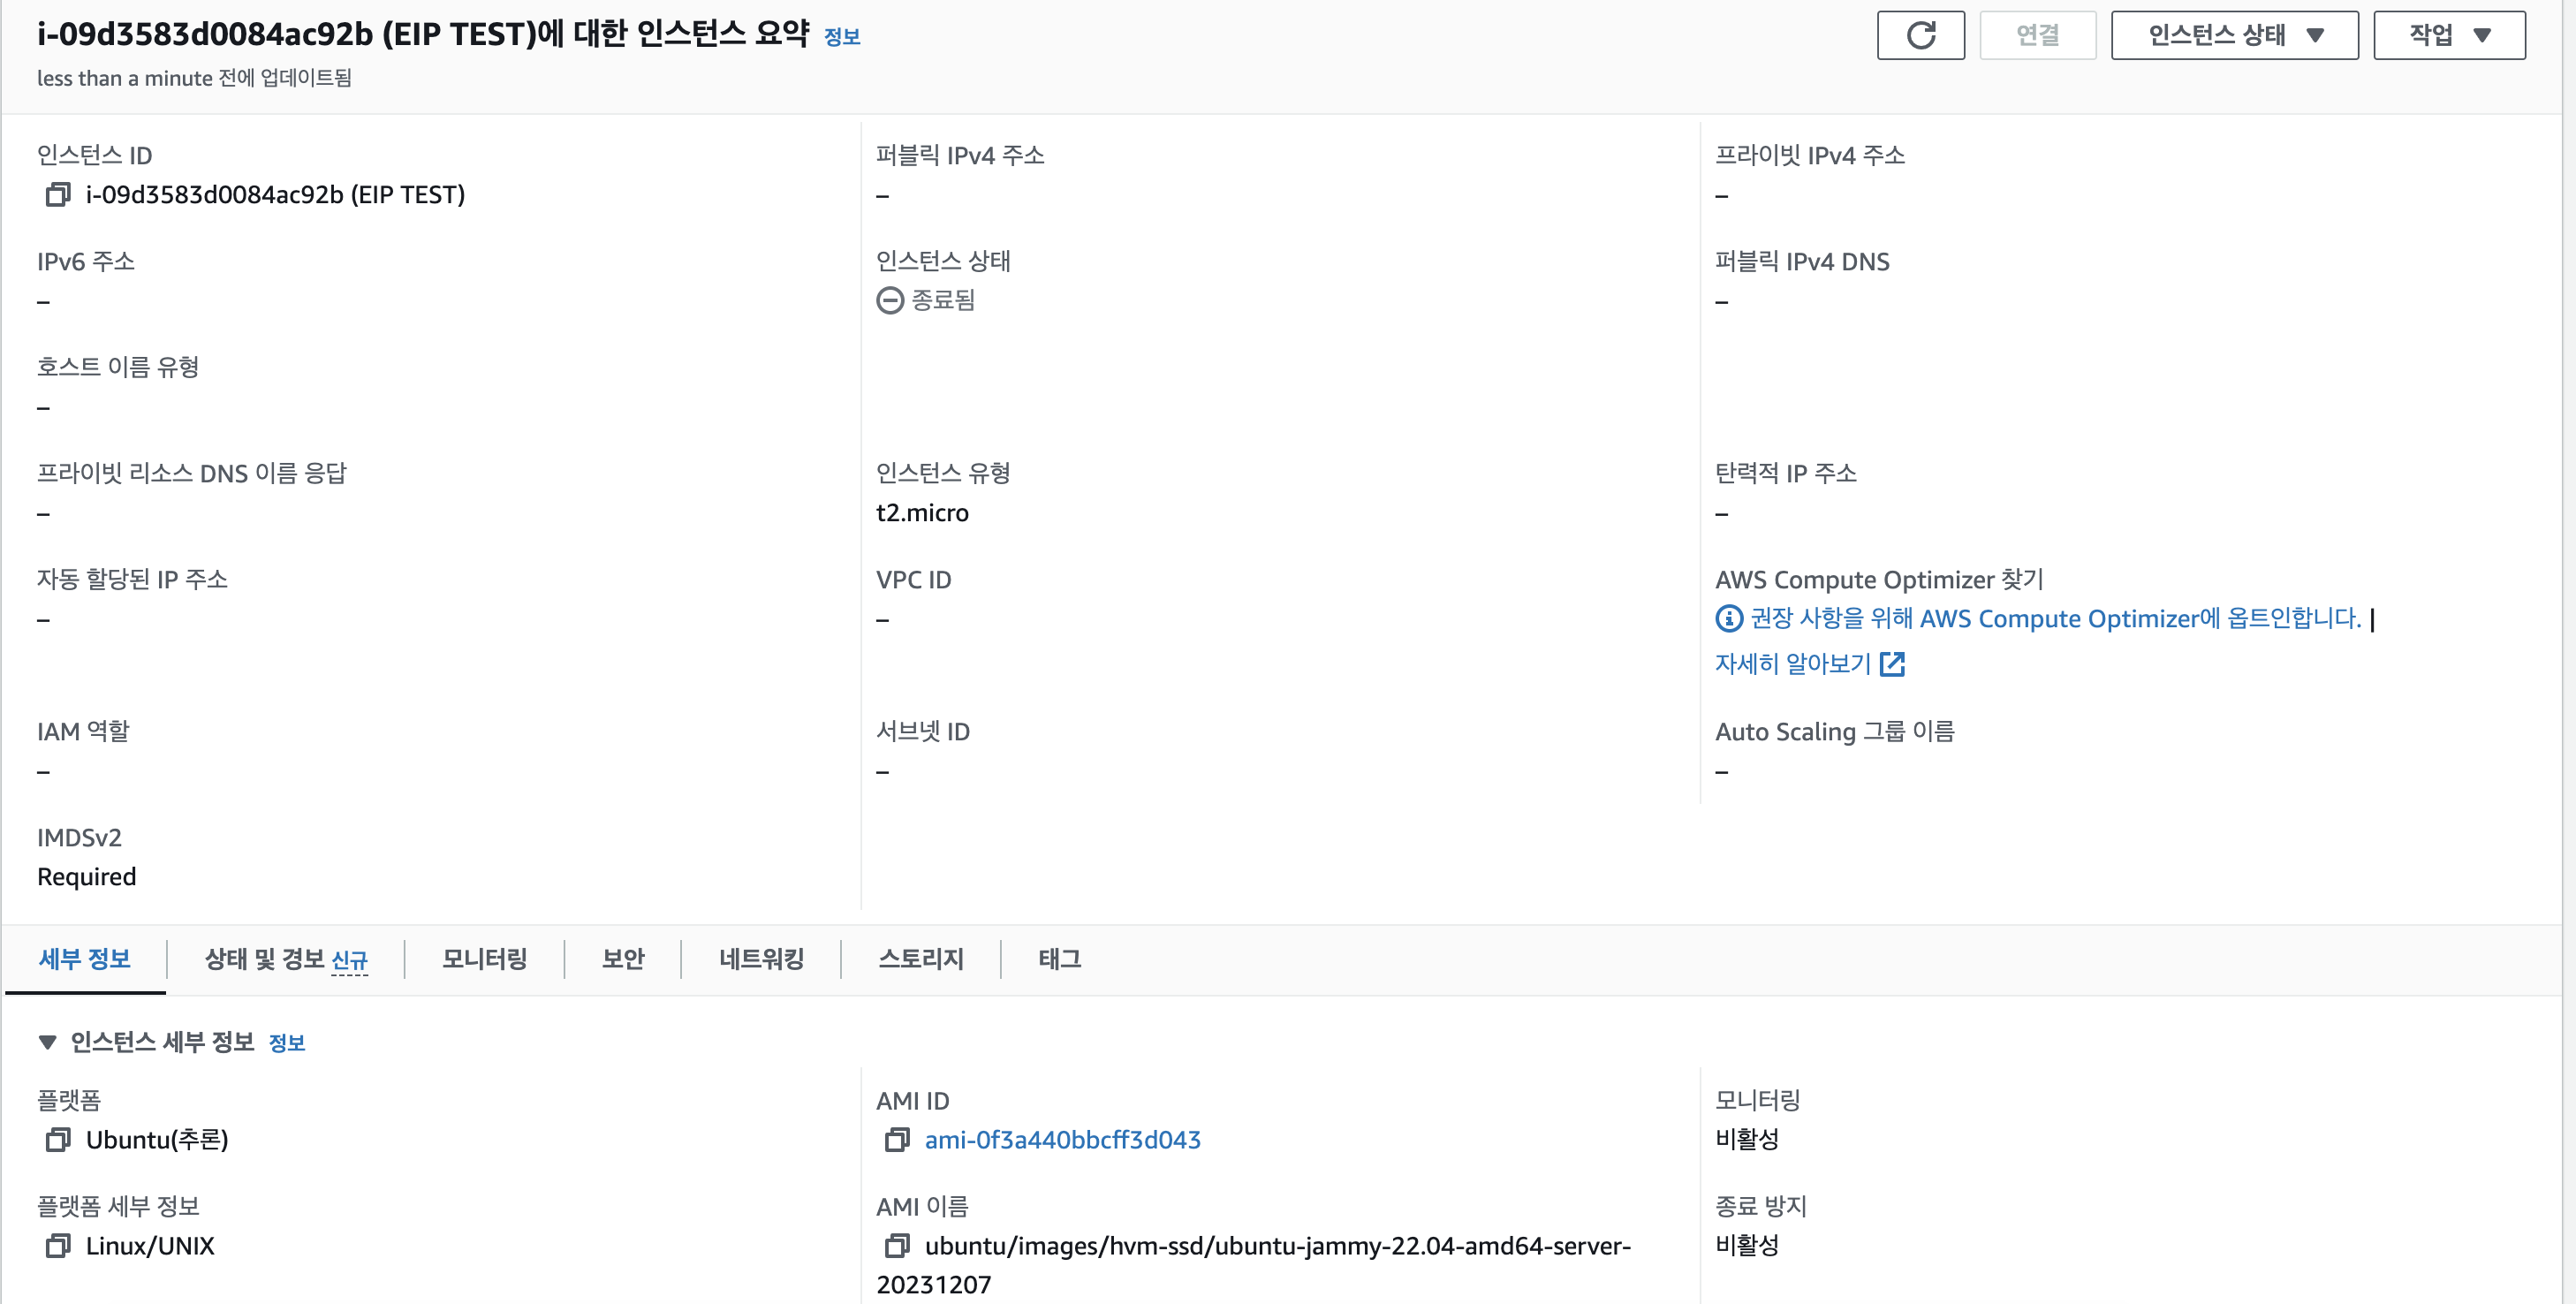 i-09d3583d0084ac92b (EIP TEST)에 대한 인스턴스 요약 정보
less than a minute 전에 업데이트됨
연결
인스턴스 상태
작업
인스턴스 ID
i-09d3583d0084ac92b (EIP TEST)
퍼블릭 IPv4 주소
–
프라이빗 IPv4 주소
–
IPv6 주소
–
인스턴스 상태
종료됨
퍼블릭 IPv4 DNS
–
호스트 이름 유형
–
프라이빗 리소스 DNS 이름 응답
–
인스턴스 유형
t2.micro
탄력적 IP 주소
–
자동 할당된 IP 주소
–
VPC ID
–
AWS Compute Optimizer 찾기
권장 사항을 위해 AWS Compute Optimizer에 옵트인합니다. |
자세히 알아보기
IAM 역할
–
서브넷 ID
–
Auto Scaling 그룹 이름
–
IMDSv2
Required
세부 정보
상태 및 경보 신규
모니터링
보안
네트워킹
스토리지
태그
인스턴스 세부 정보 정보
플랫폼
Ubuntu(추론)
AMI ID
ami-0f3a440bbcff3d043
모니터링
비활성
플랫폼 세부 정보
Linux/UNIX
AMI 이름
ubuntu/images/hvm-ssd/ubuntu-jammy-22.04-amd64-server-
20231207
종료 방지
비활성